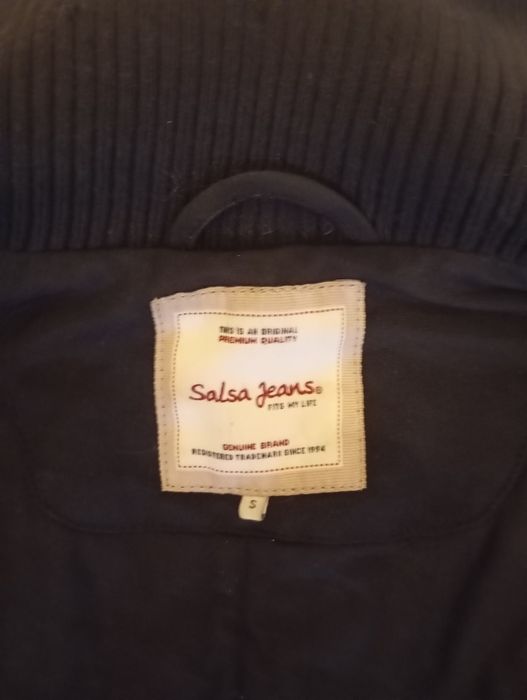 THIS IS AN ORIGINAL
PREMIUM QUALITY
Salsa Jeans®
FITS MY LIFE
GENUINE BRAND
REGISTERED TRADEMARK SINCE 1994
S